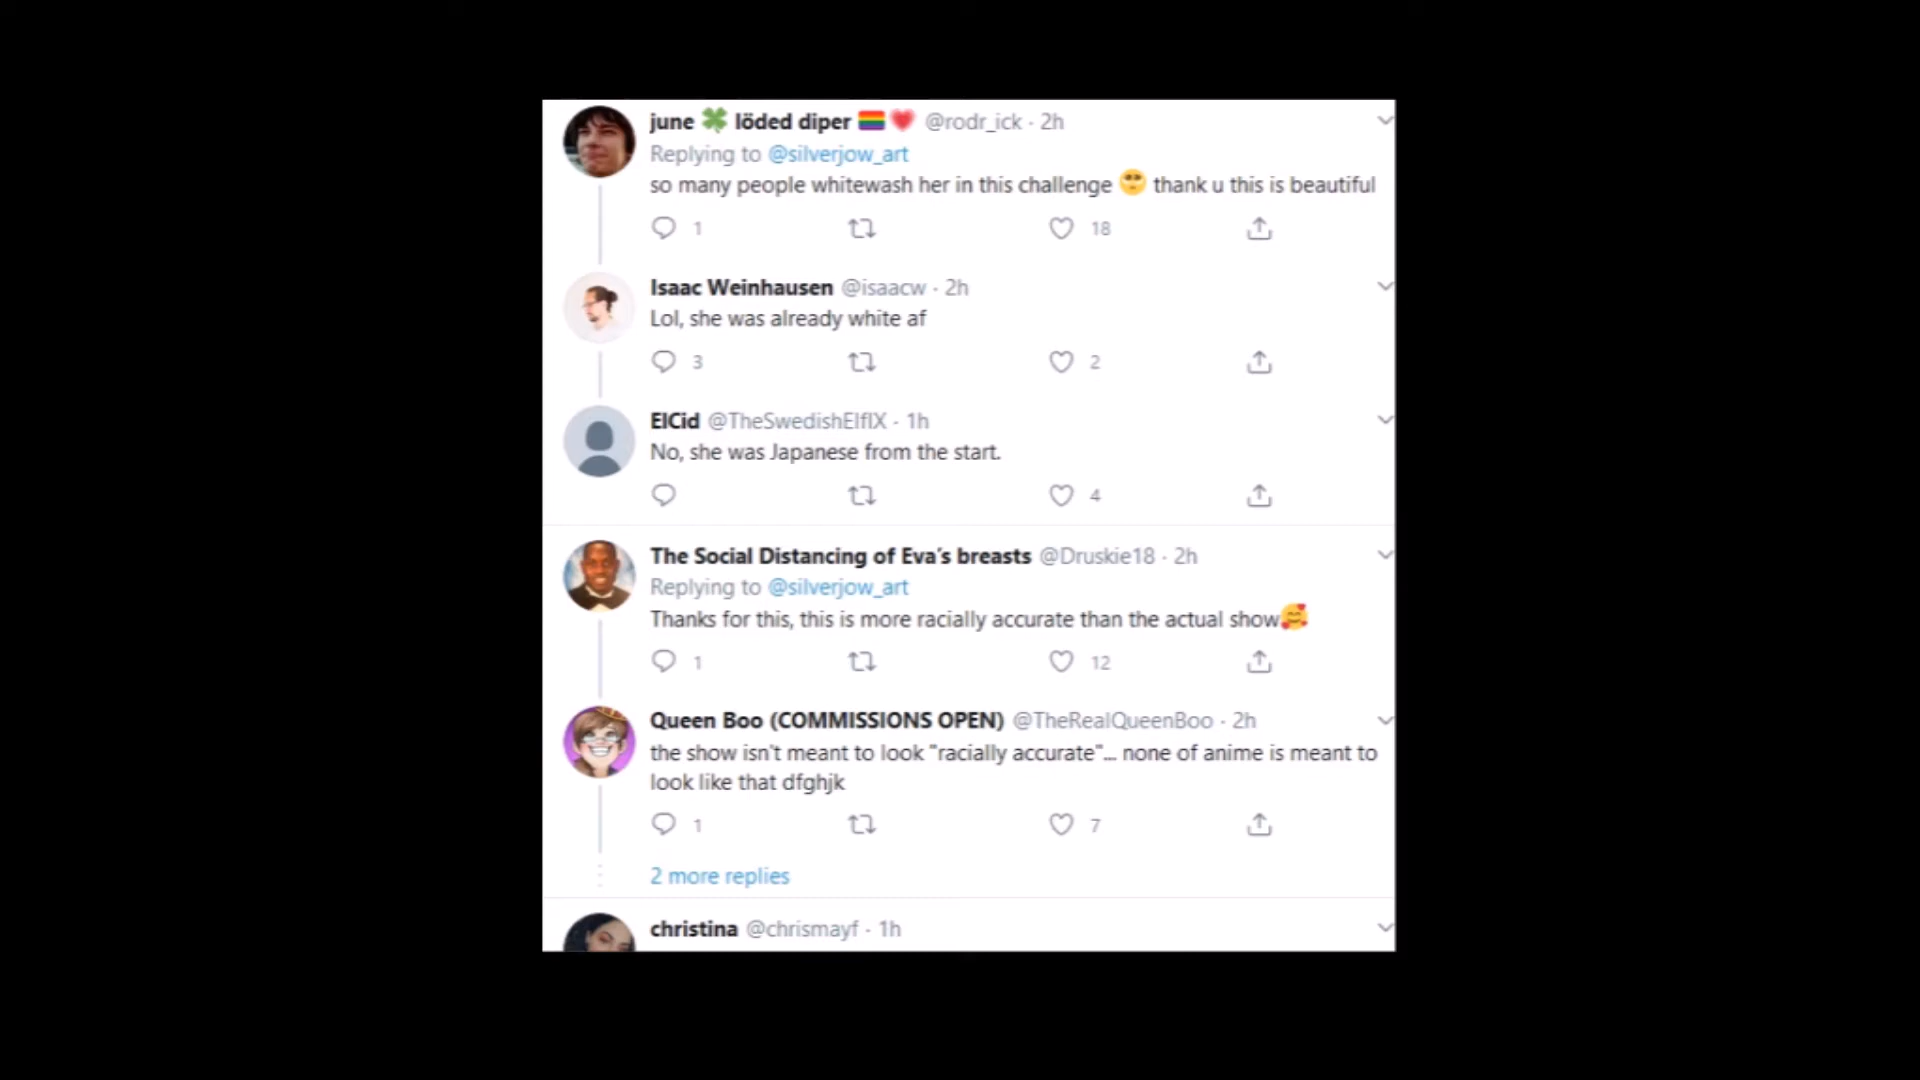 june 🍀 löded diper 🏳️‍🌈❤️ @rodr_ick · 2h
Replying to @silverjow_art
so many people whitewash her in this challenge 🥺 thank u this is beautiful
1 18
Isaac Weinhausen @isaacw · 2h
Lol, she was already white af
3 2
ElCid @TheSwedishElfIX · 1h
No, she was Japanese from the start.
4
The Social Distancing of Eva's breasts @Druskie18 · 2h
Replying to @silverjow_art
Thanks for this, this is more racially accurate than the actual show🥰
1 12
Queen Boo (COMMISSIONS OPEN) @TheRealQueenBoo · 2h
the show isn't meant to look "racially accurate"... none of anime is meant to
look like that dfghjk
1 7
2 more replies
christina @chrismayf · 1h